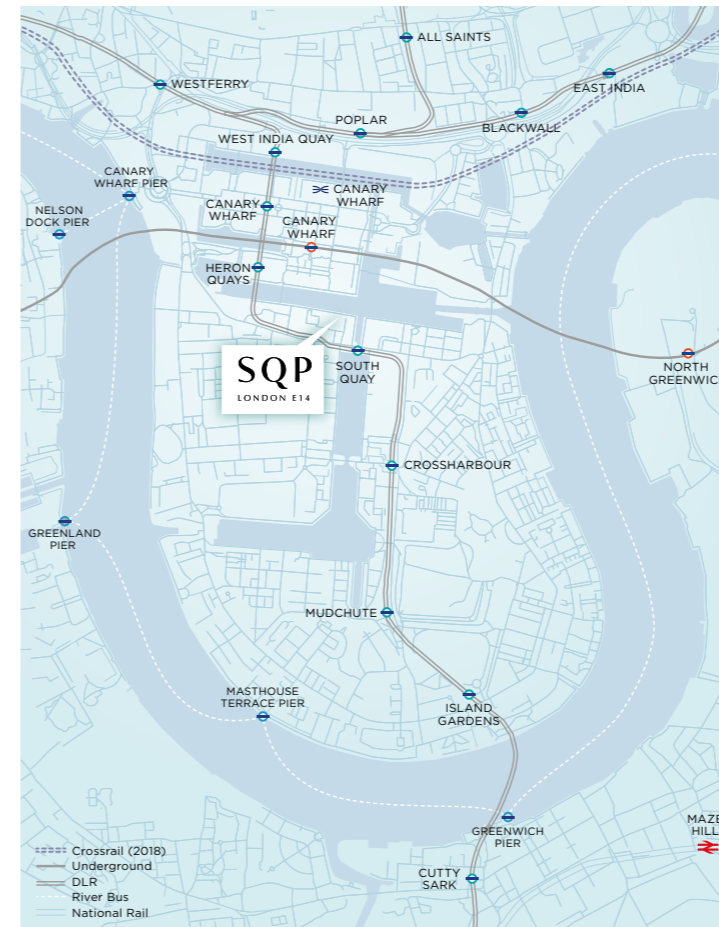 ALL SAINTS
WESTFERRY
EAST INDIA
POPLAR
BLACKWALL
WEST INDIA QUAY
CANARY
WHARF PIER
CANARY
WHARF
NELSON
DOCK PIER
CANARY
WHARF
CANARY
WHARF
HERON
QUAYS
SQP
LONDON E14
SOUTH
QUAY
NORTH
GREENWIC
CROSSHARBOUR
GREENLAND
PIER
MUDCHUTE
MASTHOUSE
TERRACE PIER
ISLAND
GARDENS
GREENWICH
PIER
MAZE
HILL
CUTTY
SARK
Crossrail (2018)
Underground
DLR
River Bus
National Rail